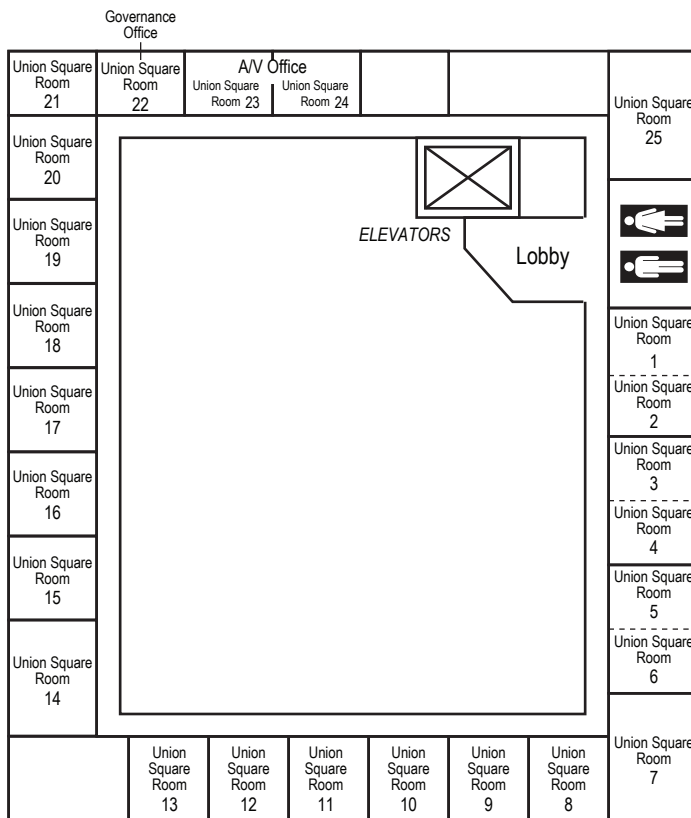 Governance
Office
Union Square
Room
21
Union Square
Room
22
A/V Office
Union Square
Room 23
Union Square
Room 24
Union Square
Room
25
Union Square
Room
20
Union Square
Room
19
ELEVATORS
Lobby
Union Square
Room
18
Union Square
Room
1
Union Square
Room
17
Union Square
Room
2
Union Square
Room
16
Union Square
Room
3
Union Square
Room
4
Union Square
Room
15
Union Square
Room
5
Union Square
Room
14
Union Square
Room
6
Union
Square
Room
13
Union
Square
Room
12
Union
Square
Room
11
Union
Square
Room
10
Union
Square
Room
9
Union
Square
Room
8
Union Square
Room
7